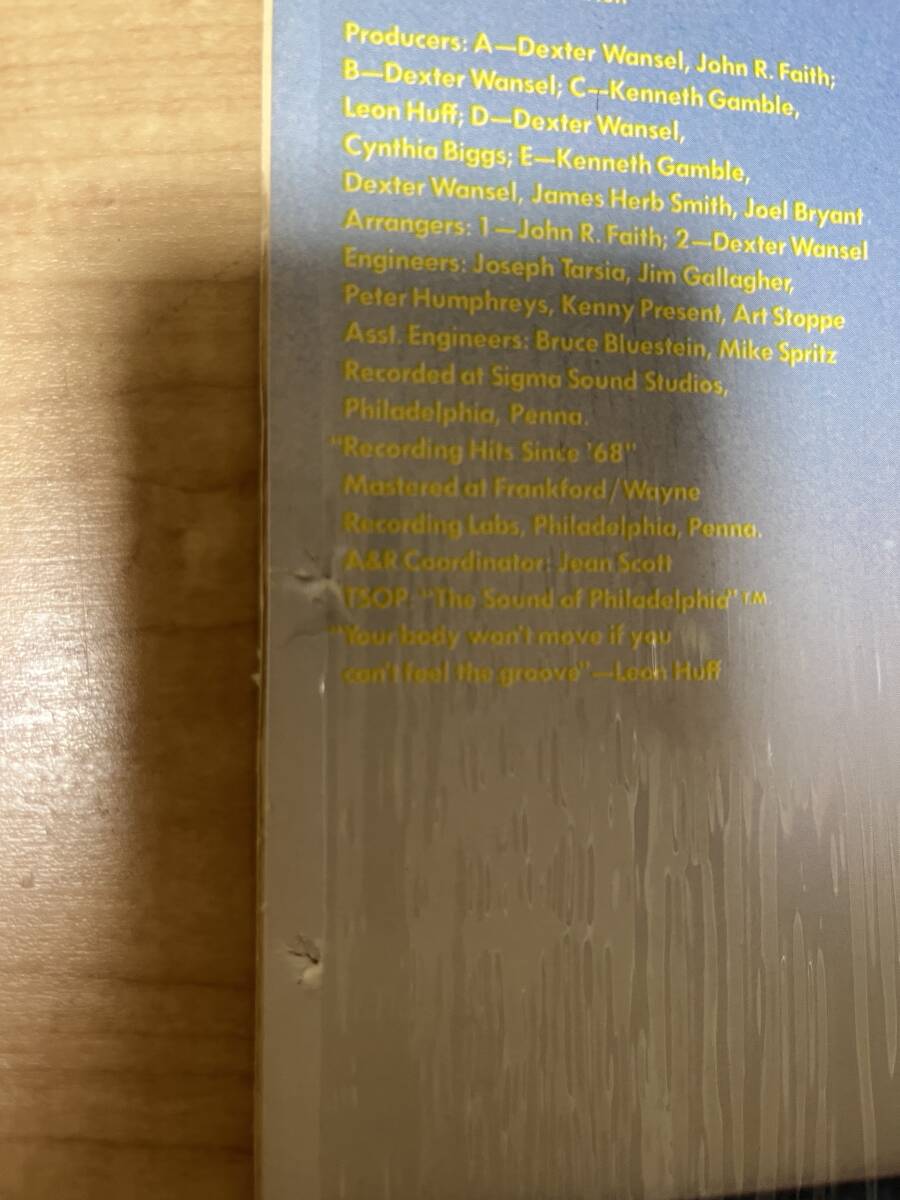 Producers: A—Dexter Wansel, John R. Faith;
B—Dexter Wansel; C—Kenneth Gamble,
Leon Huff; D—Dexter Wansel,
Cynthia Biggs; E—Kenneth Gamble,
Dexter Wansel, James Herb Smith, Joel Bryant
Arrangers: 1—John R. Faith; 2—Dexter Wansel
Engineers: Joseph Tarsia, Jim Gallagher,
Peter Humphreys, Kenny Present, Art Stoppe
Asst. Engineers: Bruce Bluestein, Mike Spritz
Recorded at Sigma Sound Studios,
Philadelphia, Penna.
"Recording Hits Since '68"
Mastered at Frankford/Wayne
Recording Labs, Philadelphia, Penna.
A&R Coordinator: Jean Scott
TSOP: "The Sound of Philadelphia" T.M.
"Your body won't move if you
can't feel the groove"—Leon Huff